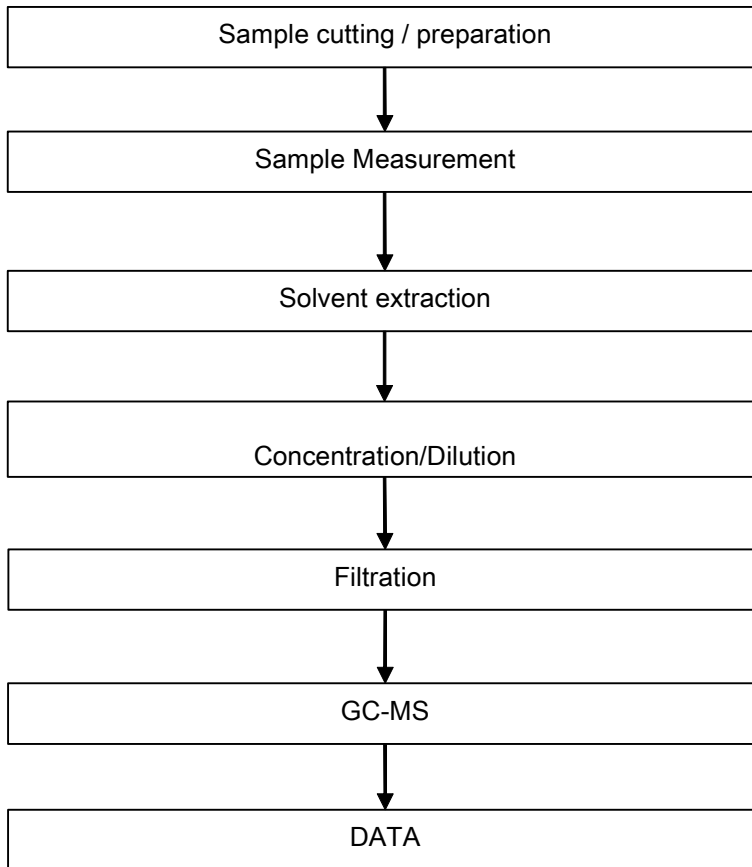 Sample cutting / preparation
Sample Measurement
Solvent extraction
Concentration/Dilution
Filtration
GC-MS
DATA